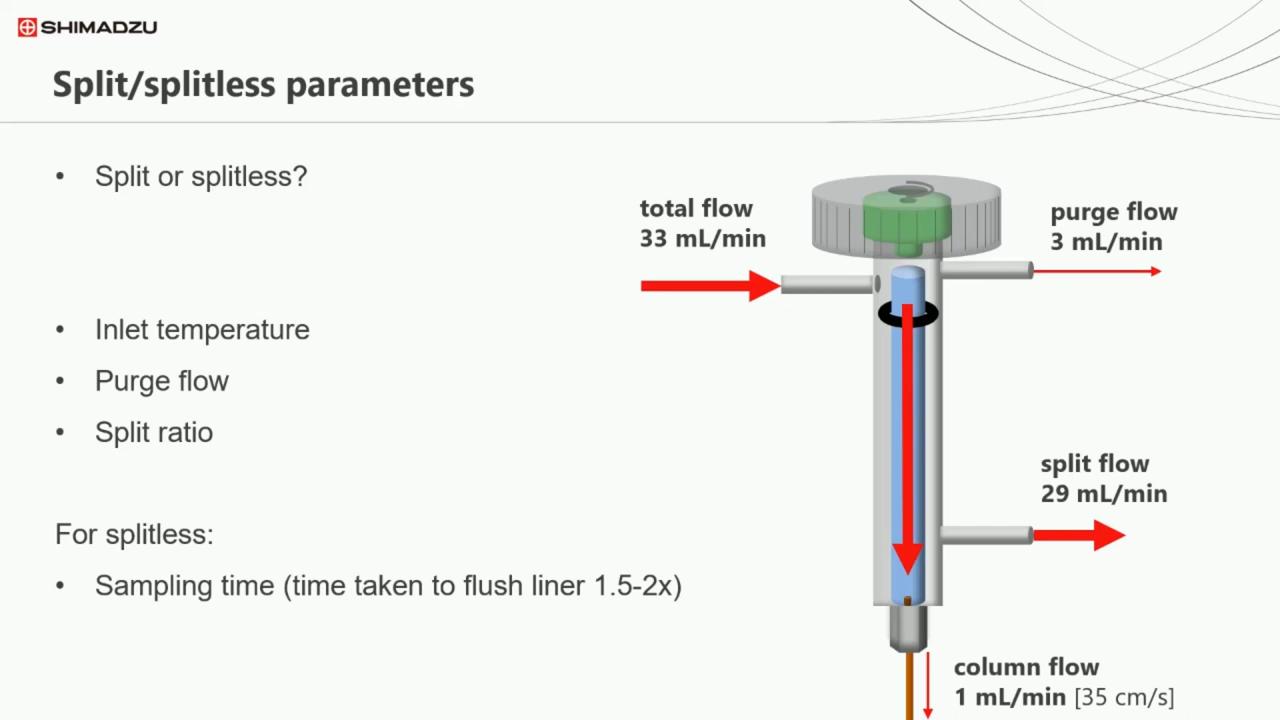 SHIMADZU
Split/splitless parameters
• Split or splitless?
• Inlet temperature
• Purge flow
• Split ratio
For splitless:
• Sampling time (time taken to flush liner 1.5-2x)
total flow
33 mL/min
purge flow
3 mL/min
split flow
29 mL/min
column flow
1 mL/min [35 cm/s]